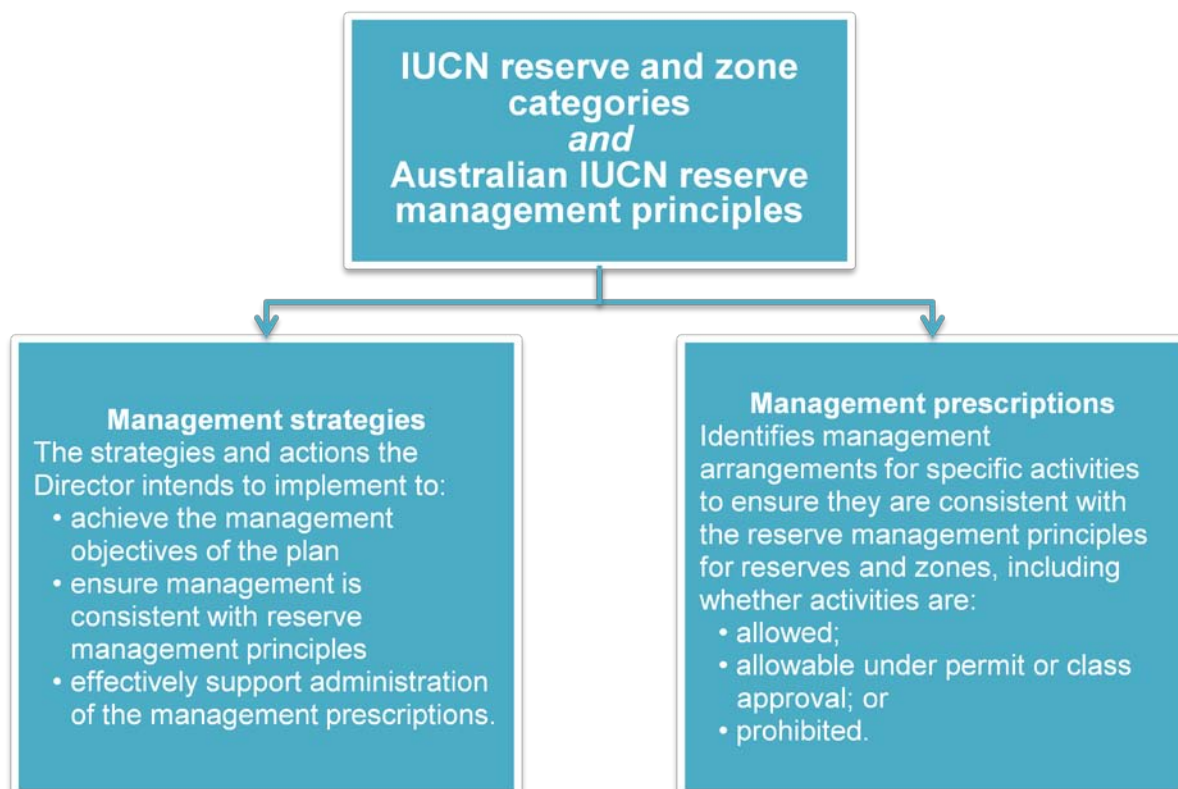 IUCN reserve and zone
categories
and
Australian IUCN reserve
management principles
Management strategies
The strategies and actions the
Director intends to implement to:
• achieve the management
objectives of the plan
• ensure management is
consistent with reserve
management principles
• effectively support administration
of the management prescriptions.
Management prescriptions
Identifies management
arrangements for specific activities
to ensure they are consistent with
the reserve management principles
for reserves and zones, including
whether activities are:
• allowed;
• allowable under permit or class
approval; or
• prohibited.